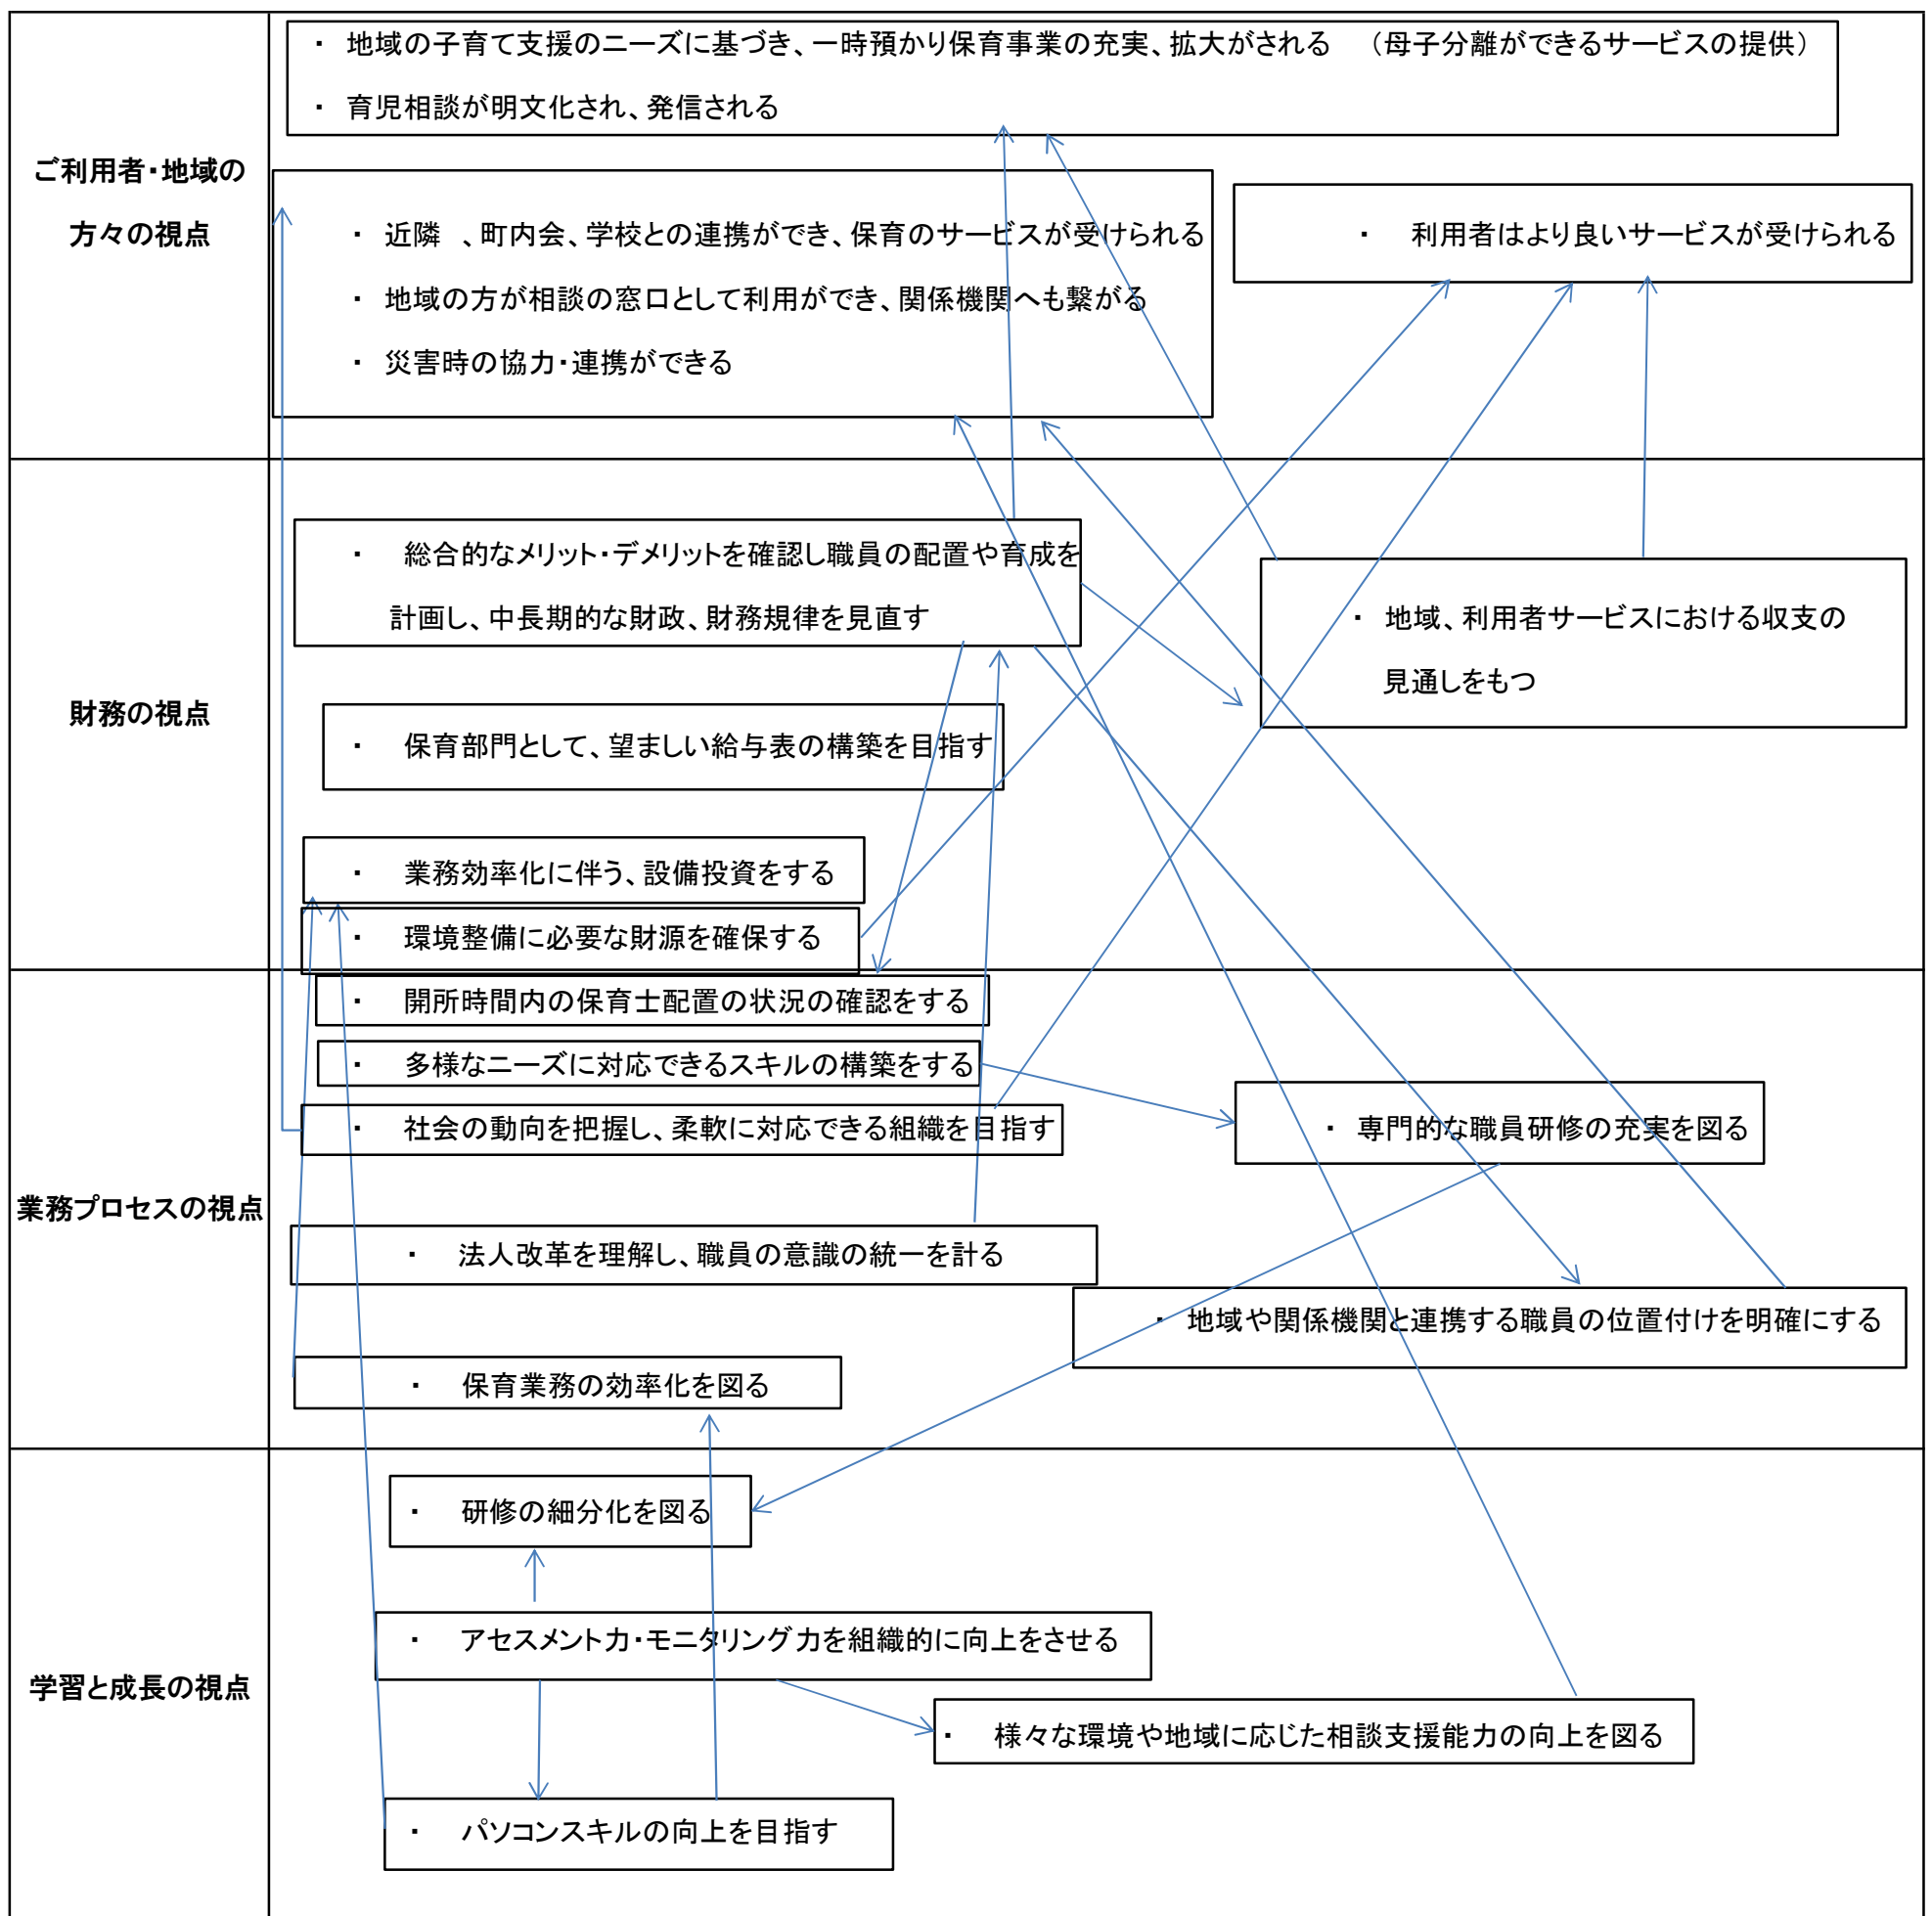 ・ 地域の子育て支援のニーズに基づき、一時預かり保育事業の充実、拡大がされる （母子分離ができるサービスの提供）
・ 育児相談が明文化され、発信される
ご利用者・地域の
方々の視点
・ 近隣 、町内会、学校との連携ができ、保育のサービスが受けられる
・ 地域の方が相談の窓口として利用ができ、関係機関へも繋がる
・ 災害時の協力・連携ができる
・ 利用者はより良いサービスが受けられる
財務の視点
・ 総合的なメリット・デメリットを確認し職員の配置や育成を
計画し、中長期的な財政、財務規律を見直す
・ 地域、利用者サービスにおける収支の
見通しをもつ
・ 保育部門として、望ましい給与表の構築を目指す
・ 業務効率化に伴う、設備投資をする
・ 環境整備に必要な財源を確保する
業務プロセスの視点
・ 開所時間内の保育士配置の状況の確認をする
・ 多様なニーズに対応できるスキルの構築をする
・ 社会の動向を把握し、柔軟に対応できる組織を目指す
・ 専門的な職員研修の充実を図る
・ 法人改革を理解し、職員の意識の統一を計る
・ 地域や関係機関と連携する職員の位置付けを明確にする
・ 保育業務の効率化を図る
学習と成長の視点
・ 研修の細分化を図る
・ アセスメント力・モニタリング力を組織的に向上をさせる
・ 様々な環境や地域に応じた相談支援能力の向上を図る
・ パソコンスキルの向上を目指す